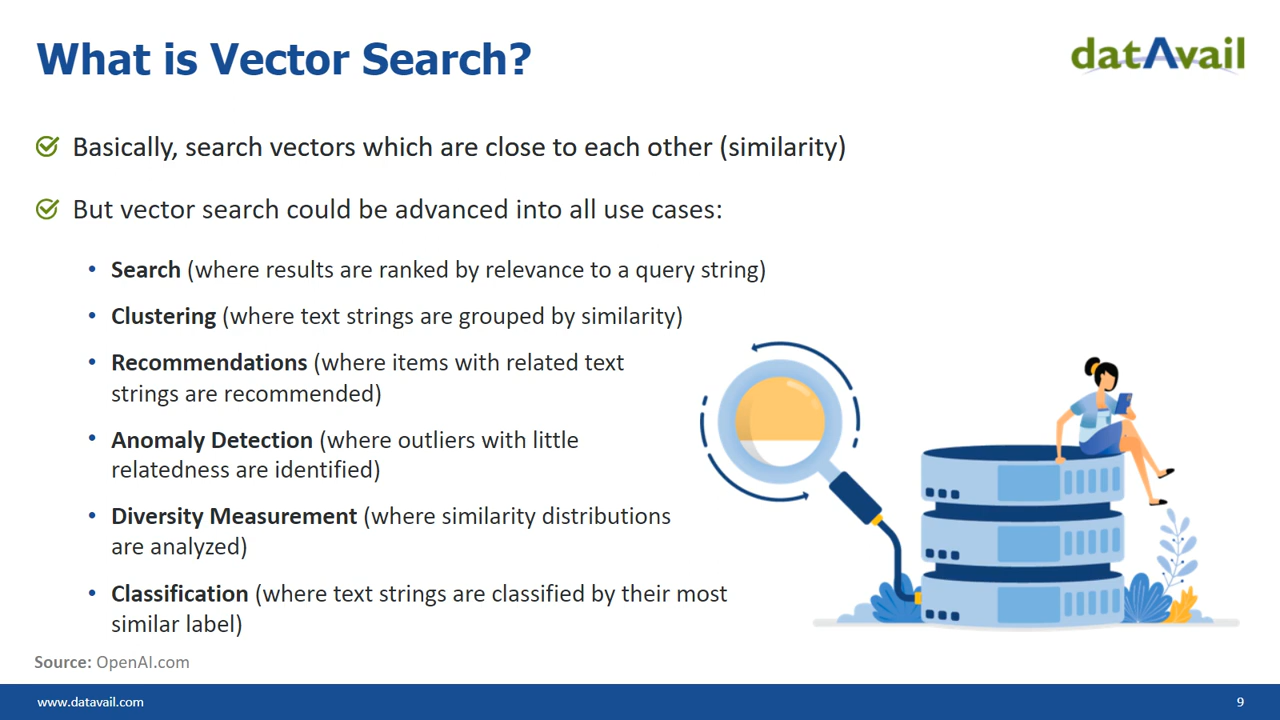 What is Vector Search?
datAvail
Basically, search vectors which are close to each other (similarity)
But vector search could be advanced into all use cases:
• Search (where results are ranked by relevance to a query string)
• Clustering (where text strings are grouped by similarity)
• Recommendations (where items with related text
strings are recommended)
• Anomaly Detection (where outliers with little
relatedness are identified)
• Diversity Measurement (where similarity distributions
are analyzed)
• Classification (where text strings are classified by their most
similar label)
Source: OpenAI.com
www.datavail.com
9